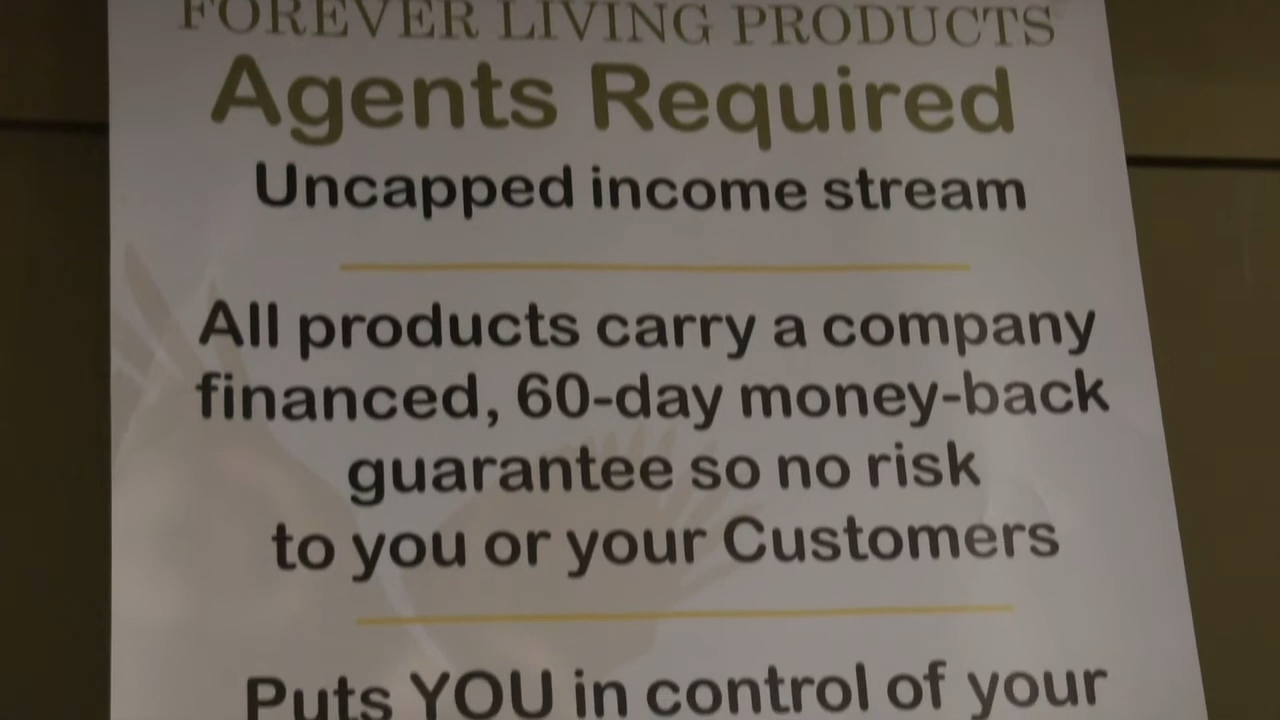 FOREVER LIVING PRODUCTS
Agents Required
Uncapped income stream
All products carry a company
financed, 60-day money-back
guarantee so no risk
to you or your Customers
Puts YOU in control of your